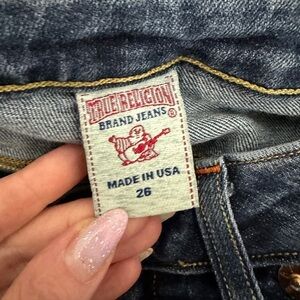 TRUE RELIGION
BRAND JEANS ®
MADE IN USA
26